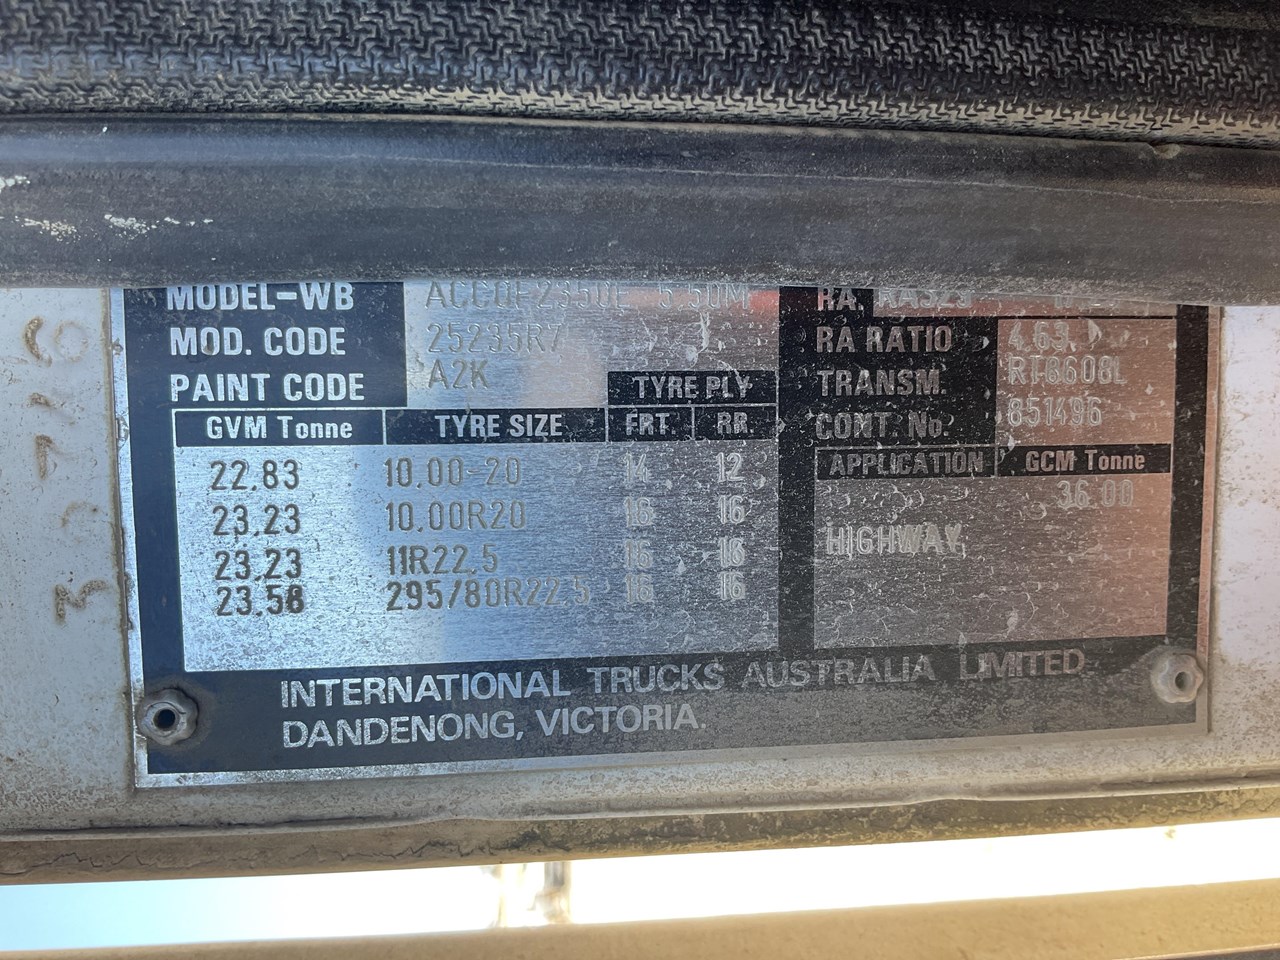 MODEL-WB ACCOF2350E 5.50M
MOD. CODE 25235R7
PAINT CODE A2K
TYRE PLY
GVM Tonne TYRE SIZE FRT. RR.
22.83 10.00-20 14 12
23.23 10.00R20 16 16
23.23 11R22.5 16 16
23.58 295/80R22.5 16 16
RA.
RA RATIO 4.63
TRANSM. RT8608L
CONT. No. 851496
APPLICATION GCM Tonne
36.00
HIGHWAY
INTERNATIONAL TRUCKS AUSTRALIA LIMITED
DANDENONG, VICTORIA.